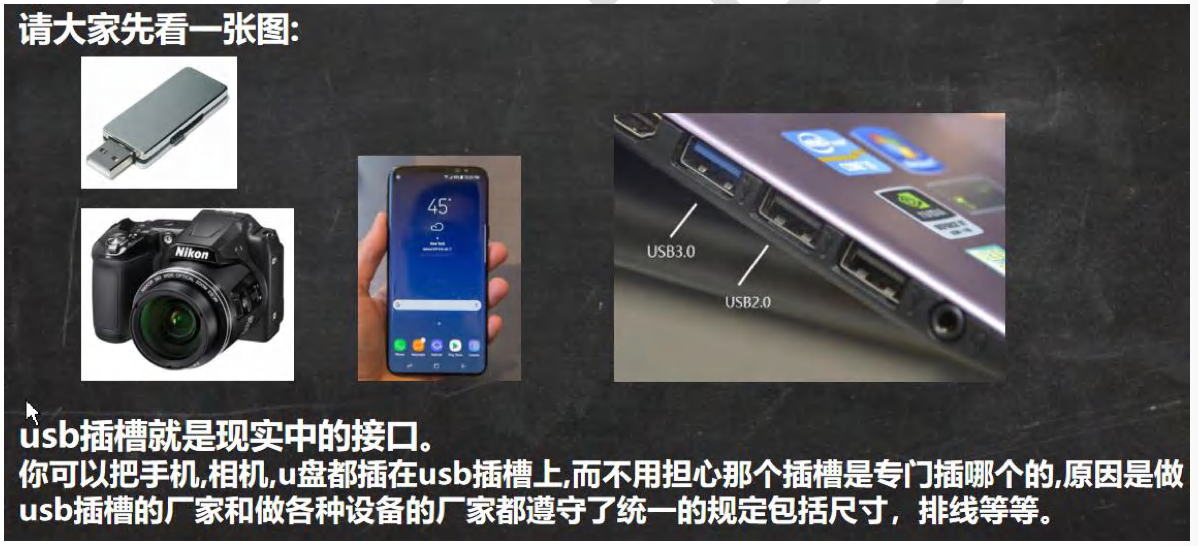 请大家先看一张图:
Nikon
45°
USB3.0
USB2.0
usb插槽就是现实中的接口。
你可以把手机,相机,u盘都插在usb插槽上,而不用担心那个插槽是专门插哪个的,原因是做
usb插槽的厂家和做各种设备的厂家都遵守了统一的规定包括尺寸，排线等等。